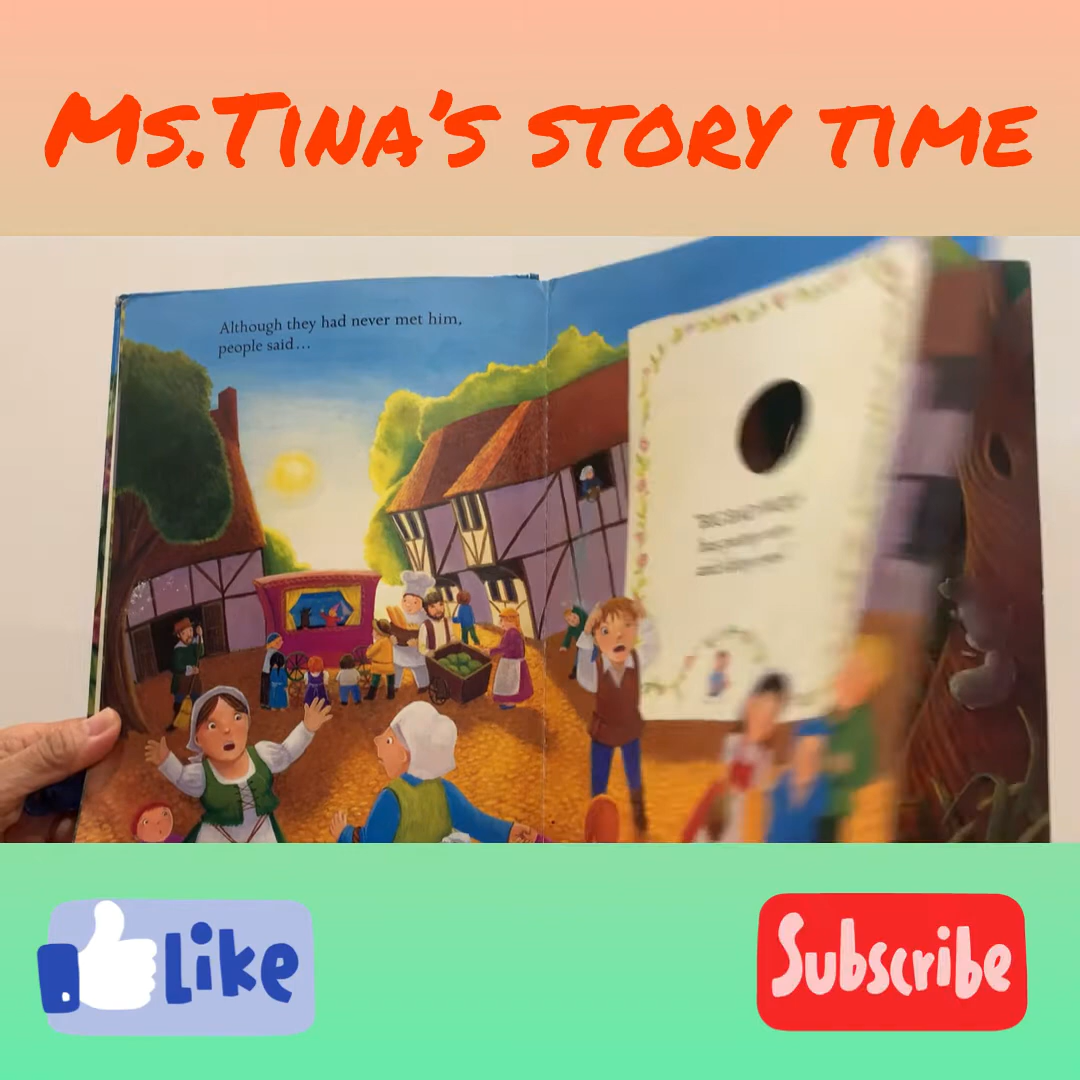 Ms.Tina's story time
Although they had never met him,
people said...
Like
Subscribe